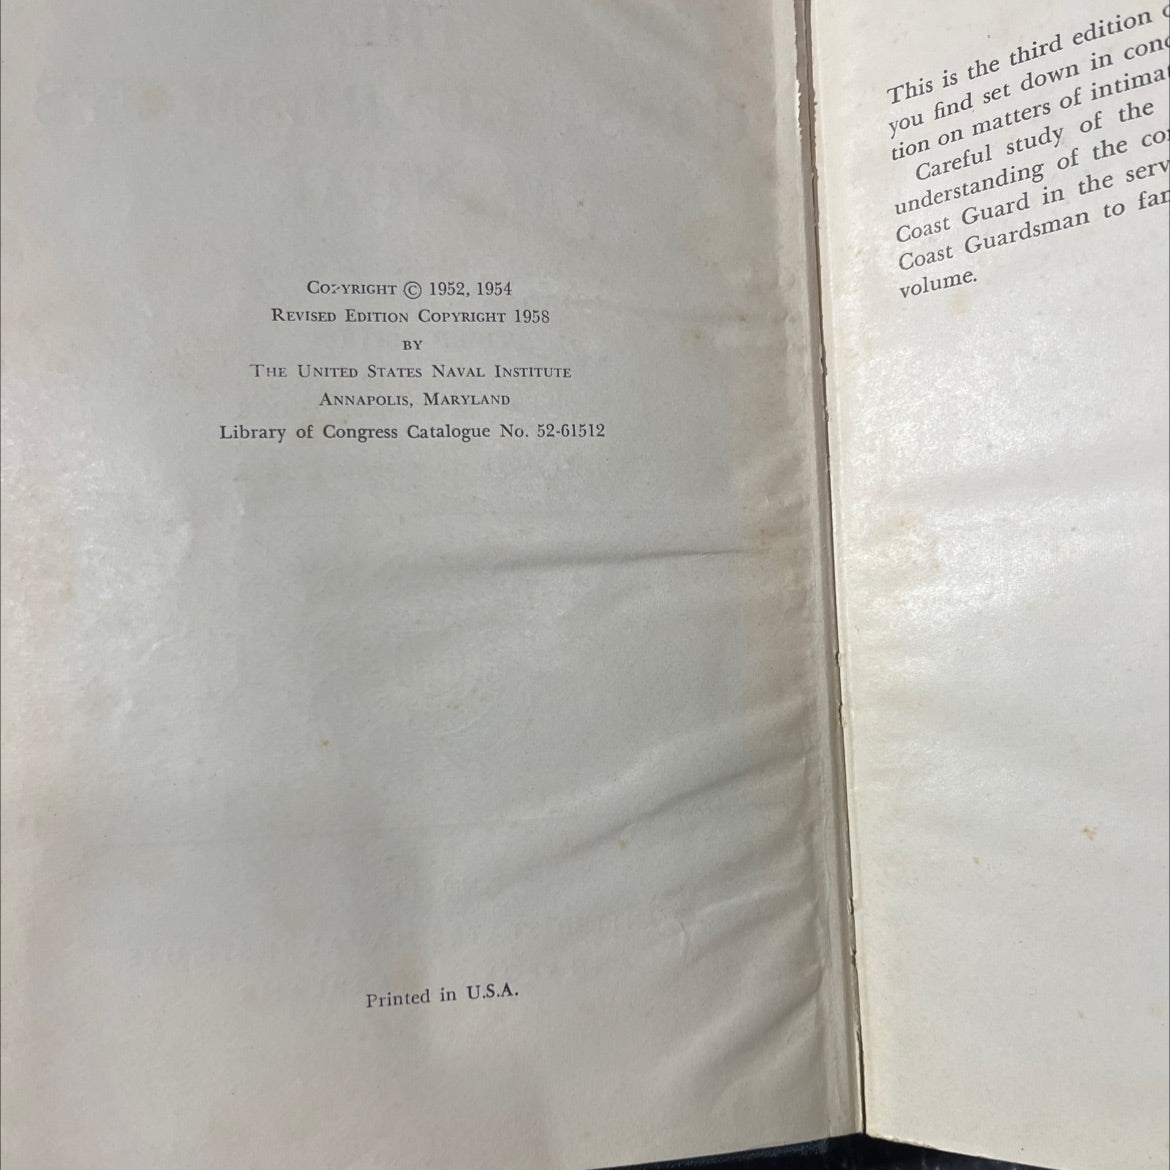 Copyright © 1952, 1954
Revised Edition Copyright 1958
by
The United States Naval Institute
Annapolis, Maryland
Library of Congress Catalogue No. 52-61512
Printed in U.S.A.
This is the third edition
you find set down in
tion on matters of
Careful study of the
understanding of the
Coast Guard in the
Coast Guardsman to
volume.